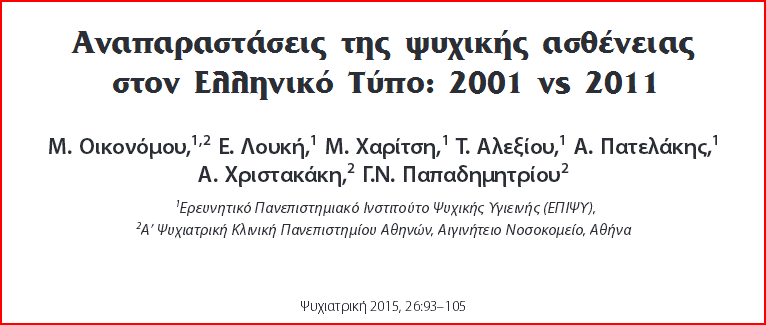 Αναπαραστάσεις της ψυχικής ασθένειας
στον Ελληνικό Τύπο: 2001 vs 2011
Μ. Οικονόμου,1,2 Ε. Λουκή,1 Μ. Χαρίτση,1 Τ. Αλεξίου,1 Α. Πατελάκης,1
Α. Χριστακάκη,2 Γ.Ν. Παπαδημητρίου2
1Ερευνητικό Πανεπιστημιακό Ινστιτούτο Ψυχικής Υγιεινής (ΕΠΙΨΥ),
2Α’ Ψυχιατρική Κλινική Πανεπιστημίου Αθηνών, Αιγινήτειο Νοσοκομείο, Αθήνα
Ψυχιατρική 2015, 26:93–105